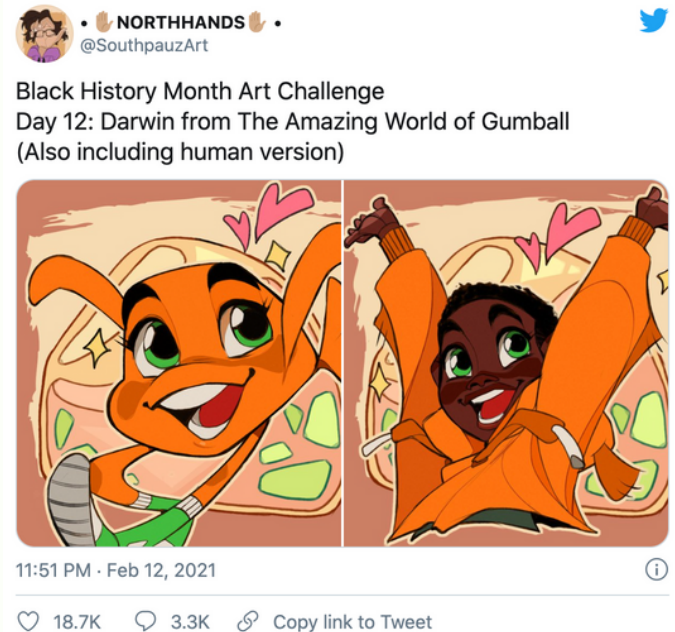 • ✋🏽 NORTHHANDS ✋🏽 •
@SouthpauzArt
Black History Month Art Challenge
Day 12: Darwin from The Amazing World of Gumball
(Also including human version)
11:51 PM · Feb 12, 2021
18.7K 3.3K Copy link to Tweet